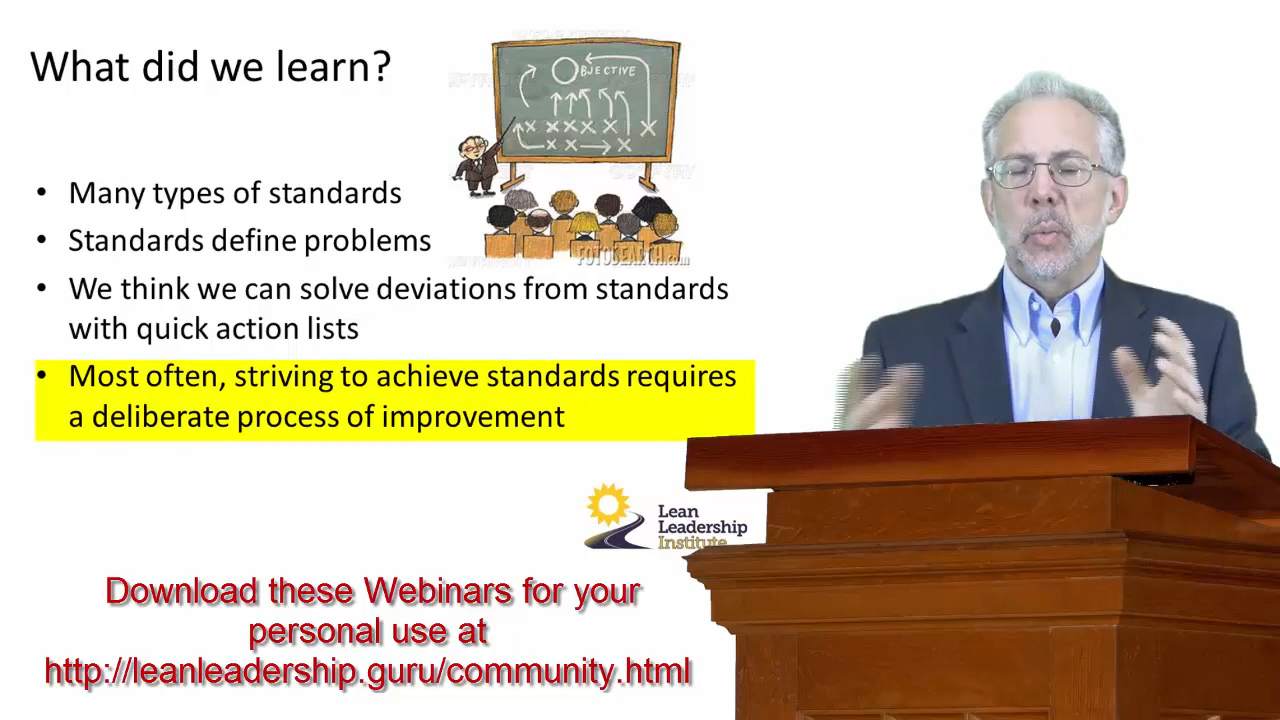 What did we learn?
OBJECTIVE
• Many types of standards
• Standards define problems
FOTOSEARCH.com
• We think we can solve deviations from standards
with quick action lists
• Most often, striving to achieve standards requires
a deliberate process of improvement
Lean
Leadership
Institute
Download these Webinars for your
personal use at
http://leanleadership.guru/community.html